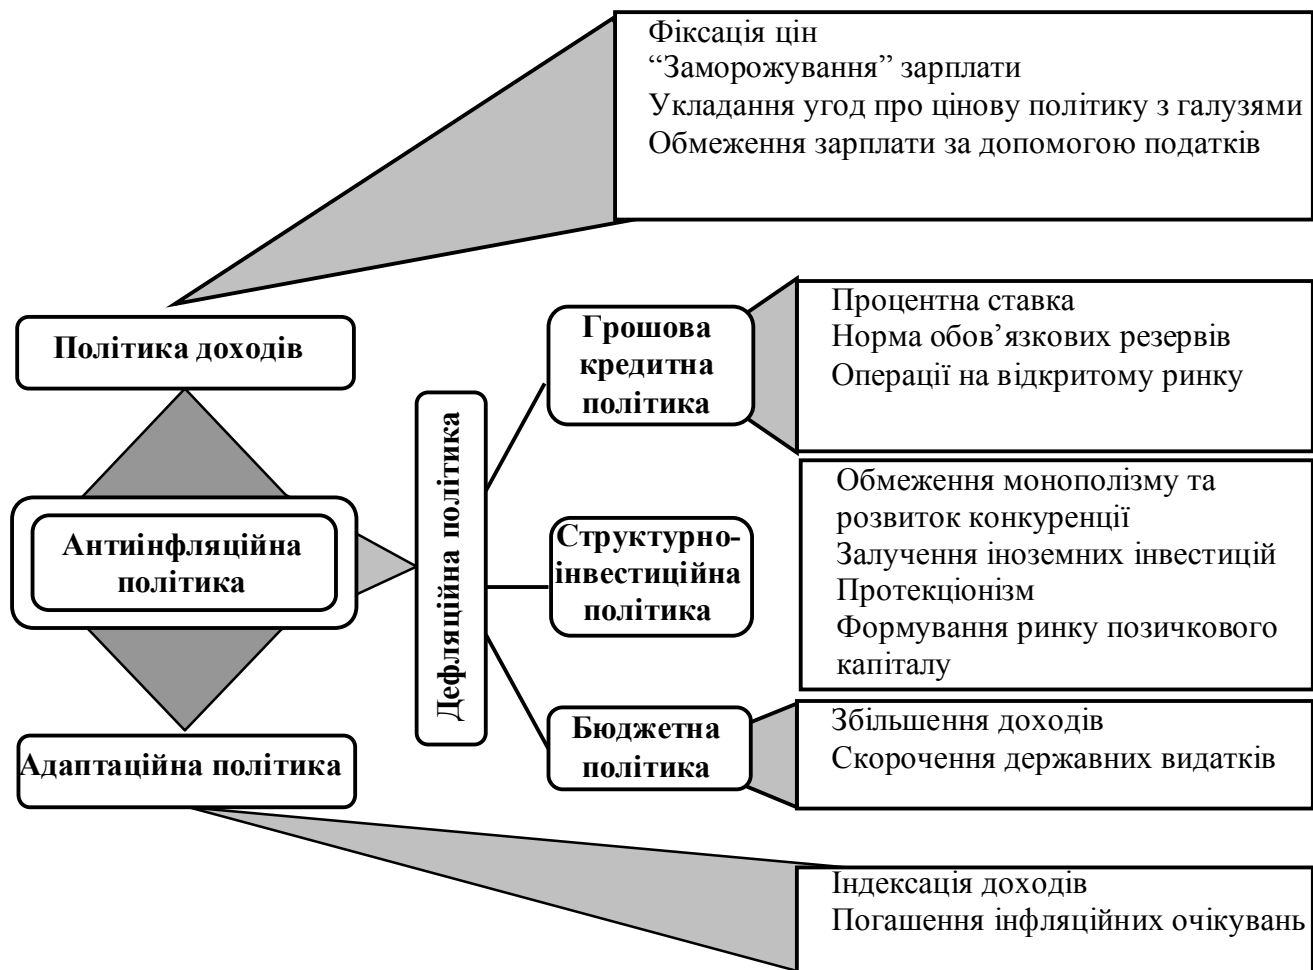 Фіксація цін
“Заморожування” зарплати
Укладання угод про цінову політику з галузями
Обмеження зарплати за допомогою податків
Політика доходів
Антиінфляційна
політика
Адаптаційна політика
Дефляційна політика
Грошова
кредитна
політика
Процентна ставка
Норма обов’язкових резервів
Операції на відкритому ринку
Структурно-
інвестиційна
політика
Обмеження монополізму та
розвиток конкуренції
Залучення іноземних інвестицій
Протекціонізм
Формування ринку позичкового
капіталу
Бюджетна
політика
Збільшення доходів
Скорочення державних видатків
Індексація доходів
Погашення інфляційних очікувань